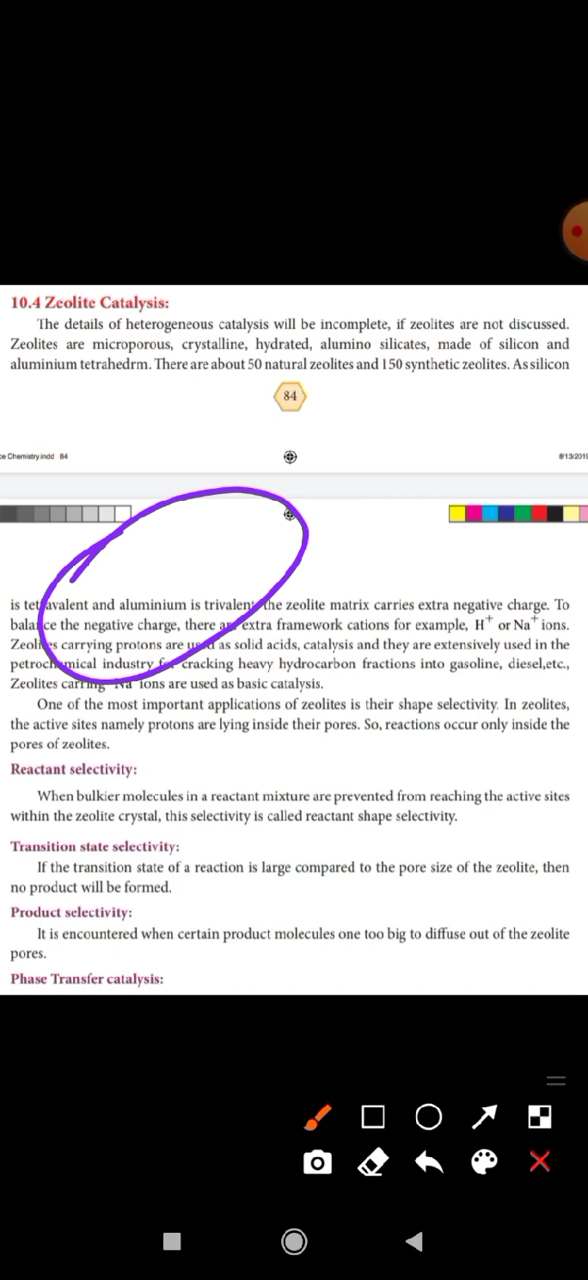 10.4 Zeolite Catalysis:
The details of heterogeneous catalysis will be incomplete, if zeolites are not discussed.
Zeolites are microporous, crystalline, hydrated, alumino silicates, made of silicon and
aluminium tetrahedrm. There are about 50 natural zeolites and 150 synthetic zeolites. As silicon
84
ce Chemistry.indd 84
8/13/2019
is tetravalent and aluminium is trivalent, the zeolite matrix carries extra negative charge. To
balance the negative charge, there are extra framework cations for example, H⁺ or Na⁺ ions.
Zeolites carrying protons are used as solid acids, catalysis and they are extensively used in the
petrochemical industry for cracking heavy hydrocarbon fractions into gasoline, diesel,etc.,
Zeolites carring Na⁺ ions are used as basic catalysis.
One of the most important applications of zeolites is their shape selectivity. In zeolites,
the active sites namely protons are lying inside their pores. So, reactions occur only inside the
pores of zeolites.
Reactant selectivity:
When bulkier molecules in a reactant mixture are prevented from reaching the active sites
within the zeolite crystal, this selectivity is called reactant shape selectivity.
Transition state selectivity:
If the transition state of a reaction is large compared to the pore size of the zeolite, then
no product will be formed.
Product selectivity:
It is encountered when certain product molecules one too big to diffuse out of the zeolite
pores.
Phase Transfer catalysis: